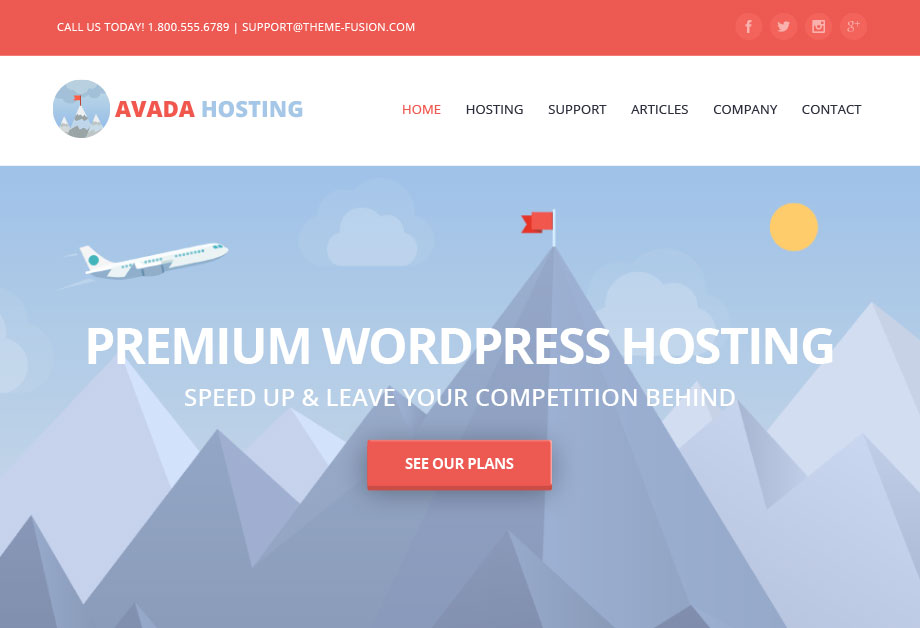 CALL US TODAY! 1.800.555.6789 | SUPPORT@THEME-FUSION.COM
AVADA HOSTING
HOME HOSTING SUPPORT ARTICLES COMPANY CONTACT
PREMIUM WORDPRESS HOSTING
SPEED UP & LEAVE YOUR COMPETITION BEHIND
SEE OUR PLANS